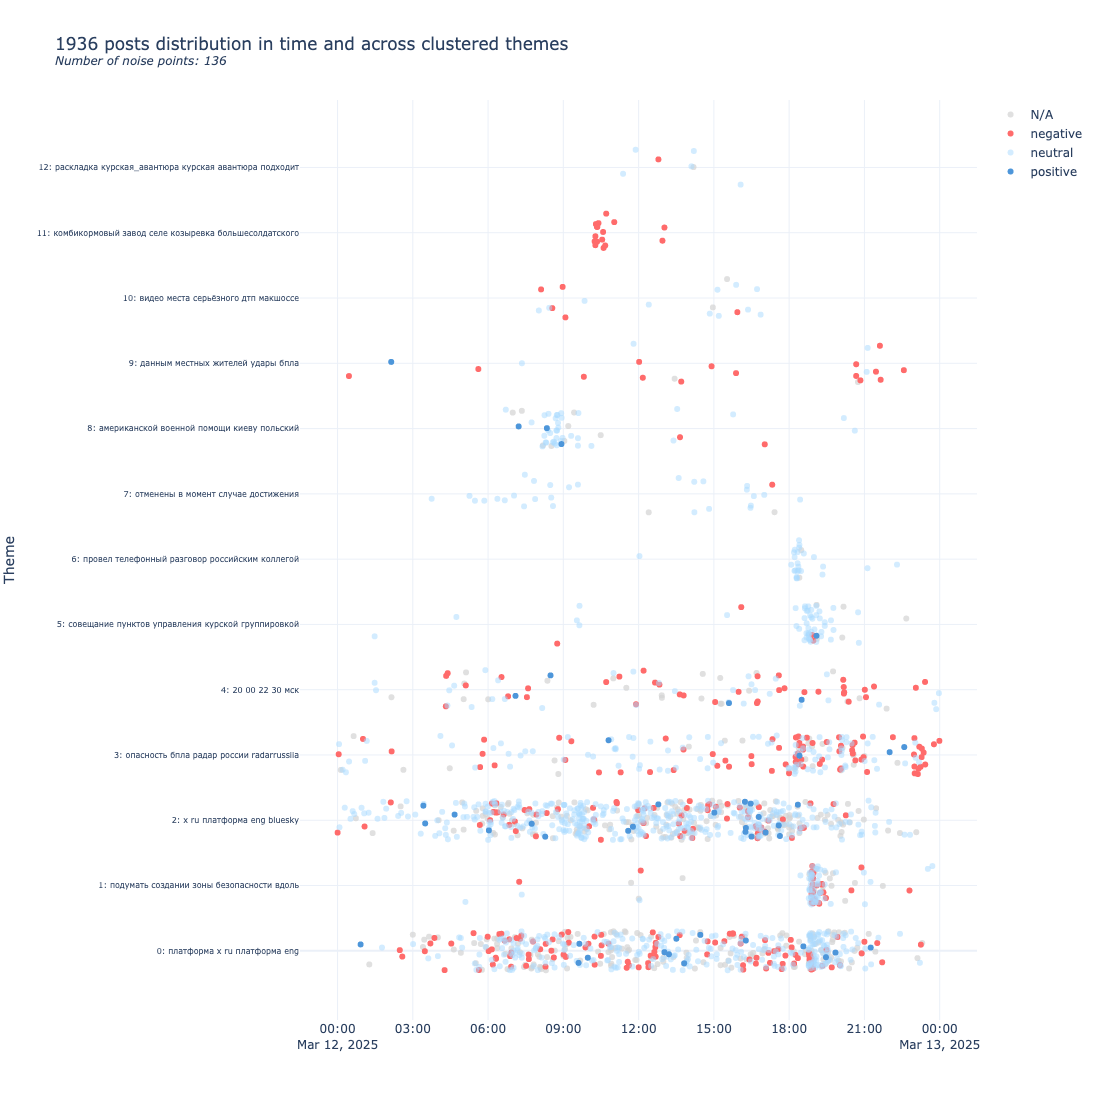 1936 posts distribution in time and across clustered themes
Number of noise points: 136
N/A
negative
neutral
positive
Theme
12: раскладка курская_авантюра курская авантюра подходит
11: комбикормовый завод селе козыревка большесолдатского
10: видео места серьёзного дтп макшоссе
9: данным местных жителей удары бпла
8: американской военной помощи киеву польский
7: отменены в момент случае достижения
6: провел телефонный разговор российским коллегой
5: совещание пунктов управления курской группировкой
4: 20 00 22 30 мск
3: опасность бпла радар россии radarrussiia
2: x ru платформа eng bluesky
1: подумать создании зоны безопасности вдоль
0: платформа x ru платформа eng
00:00 03:00 06:00 09:00 12:00 15:00 18:00 21:00 00:00
Mar 12, 2025 Mar 13, 2025